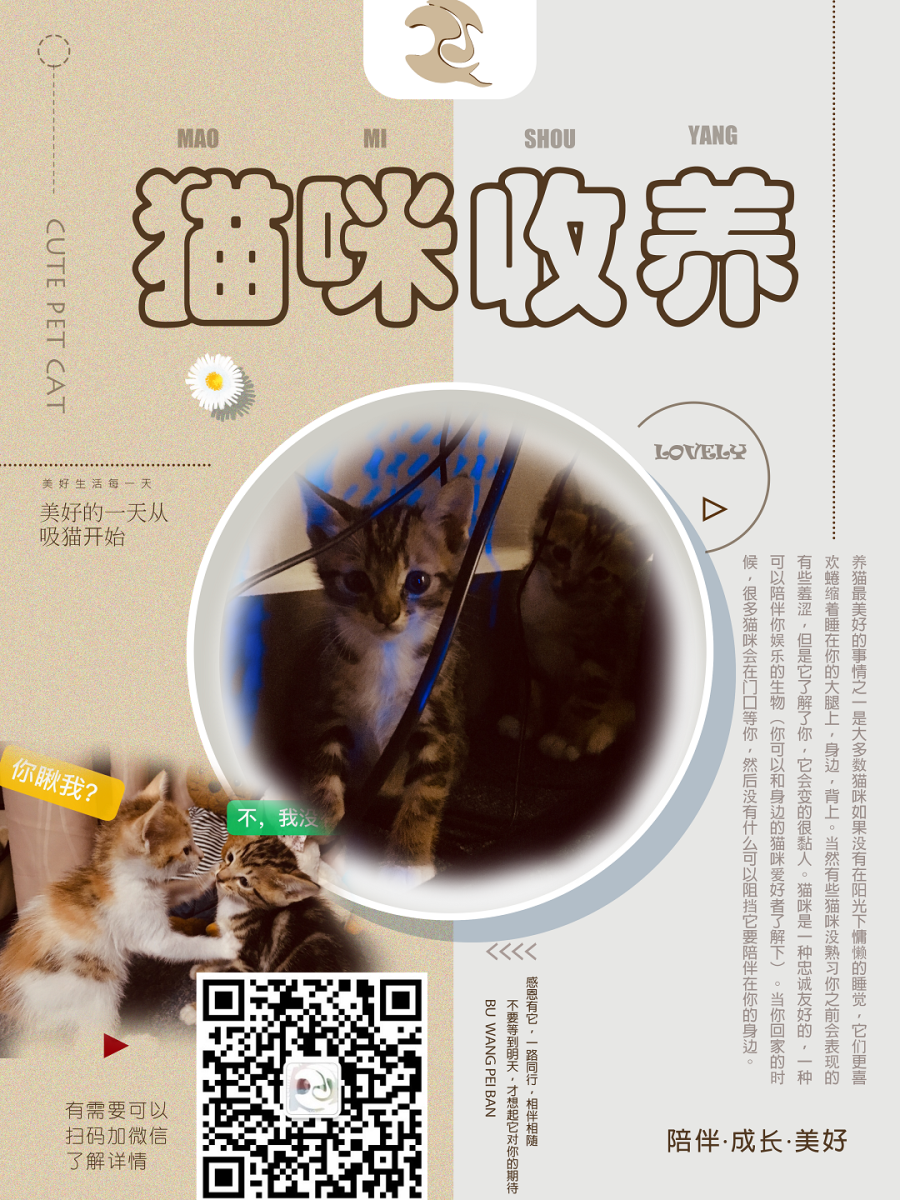 MAO MI SHOU YANG
猫咪收养
CUTE PET CAT
美好生活每一天
美好的一天从
吸猫开始
LOVELY
养猫最美好的事情之一是大多数猫咪如果没有在阳光下慵懒的睡觉，它们更喜
欢蜷缩着睡在你的大腿上，身边，背上。当然有些猫咪没熟习你之前会表现的
有些羞涩，但是它了解了你，它会变的很黏人。猫咪是一种忠诚友好的，一种
可以陪伴你娱乐的生物（你可以和身边的猫咪爱好者了解下）。当你回家的时
候，很多猫咪会在门口等你，然后没有什么可以阻挡它要陪伴在你的身边。
你瞅我?
不，我没
感恩有它，一路同行，相伴相随
不要等到明天，才想起它对你的期待
BU WANG PEI BAN
有需要可以
扫码加微信
了解详情
陪伴·成长·美好